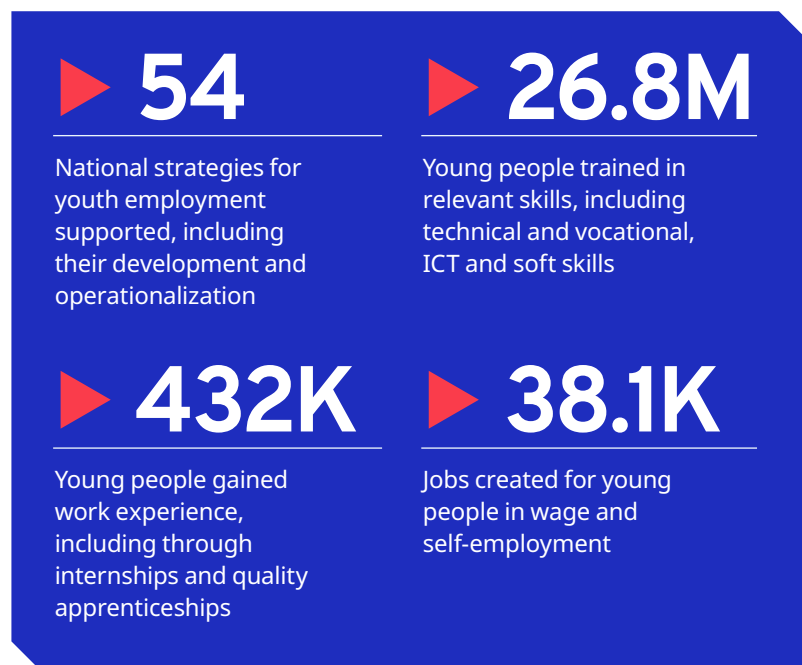 54
National strategies for
youth employment
supported, including
their development and
operationalization
26.8M
Young people trained in
relevant skills, including
technical and vocational,
ICT and soft skills
432K
Young people gained
work experience,
including through
internships and quality
apprenticeships
38.1K
Jobs created for young
people in wage and
self-employment